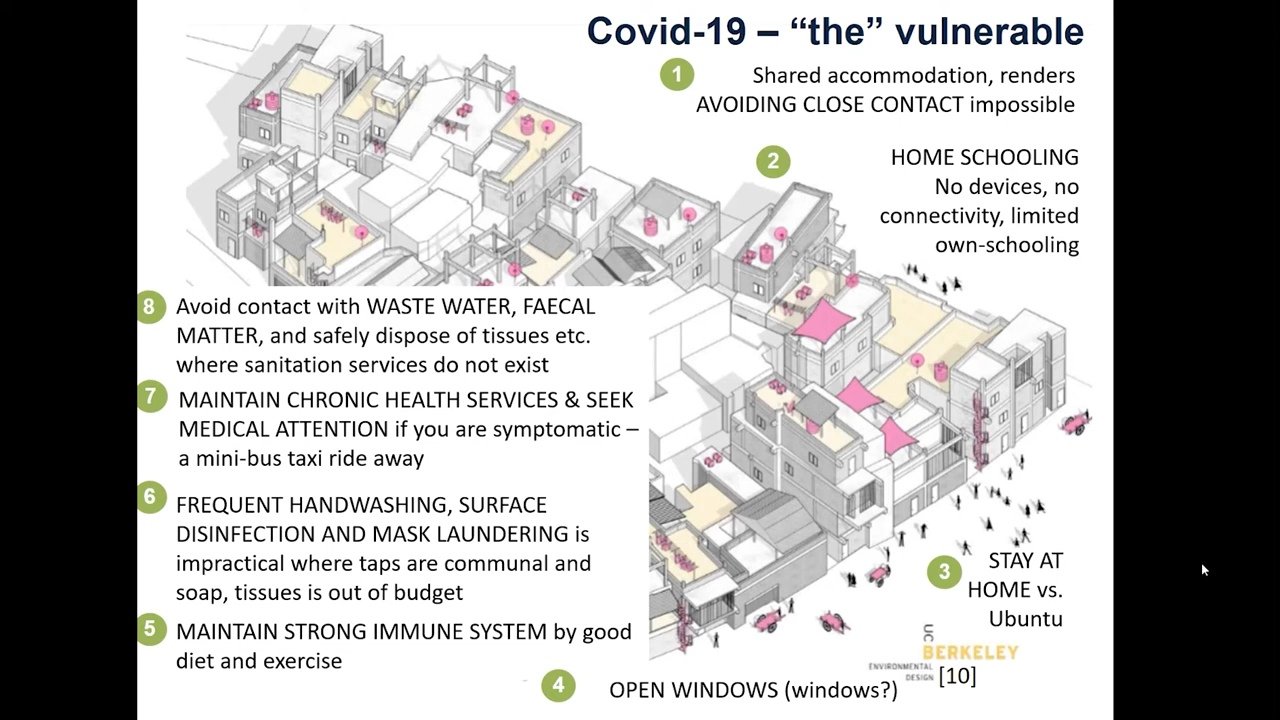 Covid-19 – “the” vulnerable
1
Shared accommodation, renders
AVOIDING CLOSE CONTACT impossible
2
HOME SCHOOLING
No devices, no
connectivity, limited
own-schooling
8
Avoid contact with WASTE WATER, FAECAL
MATTER, and safely dispose of tissues etc.
where sanitation services do not exist
7
MAINTAIN CHRONIC HEALTH SERVICES & SEEK
MEDICAL ATTENTION if you are symptomatic –
a mini-bus taxi ride away
6
FREQUENT HANDWASHING, SURFACE
DISINFECTION AND MASK LAUNDERING is
impractical where taps are communal and
soap, tissues is out of budget
5
MAINTAIN STRONG IMMUNE SYSTEM by good
diet and exercise
3
STAY AT
HOME vs.
Ubuntu
UC
BERKELEY
ENVIRONMENTAL
DESIGN
[10]
4
OPEN WINDOWS (windows?)